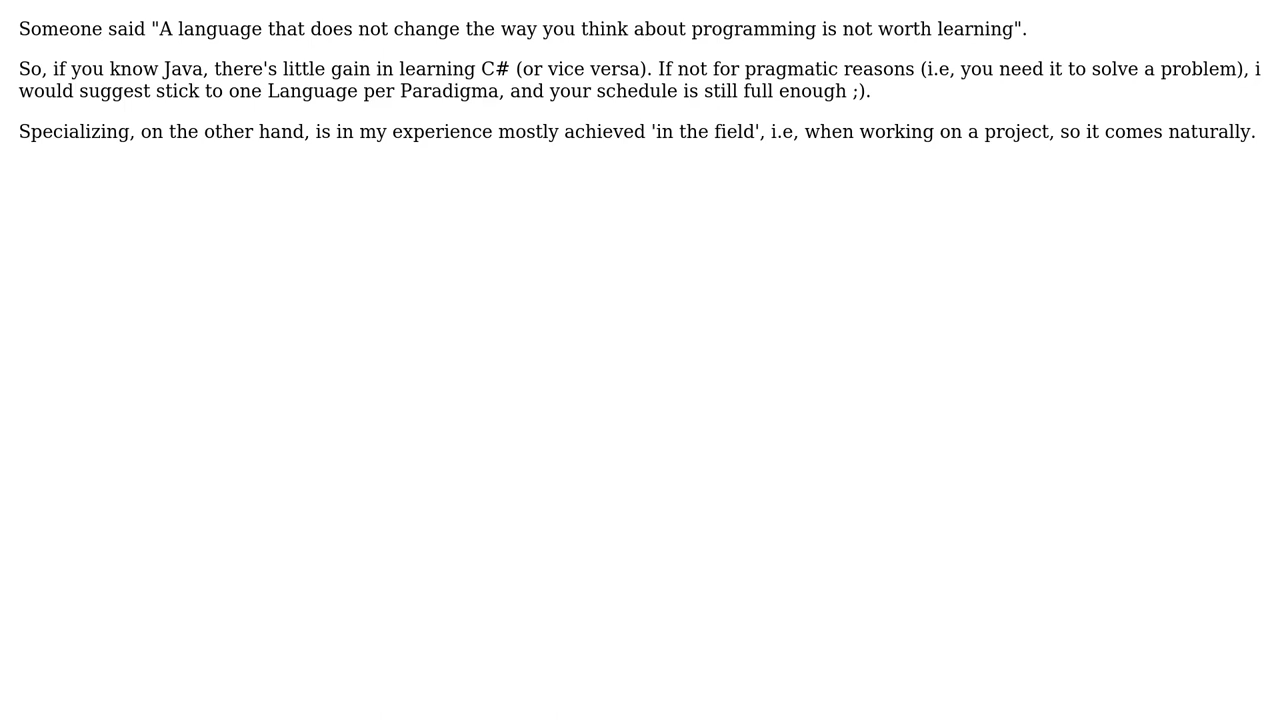 Someone said "A language that does not change the way you think about programming is not worth learning".
So, if you know Java, there's little gain in learning C# (or vice versa). If not for pragmatic reasons (i.e, you need it to solve a problem), i
would suggest stick to one Language per Paradigma, and your schedule is still full enough ;).
Specializing, on the other hand, is in my experience mostly achieved 'in the field', i.e, when working on a project, so it comes naturally.